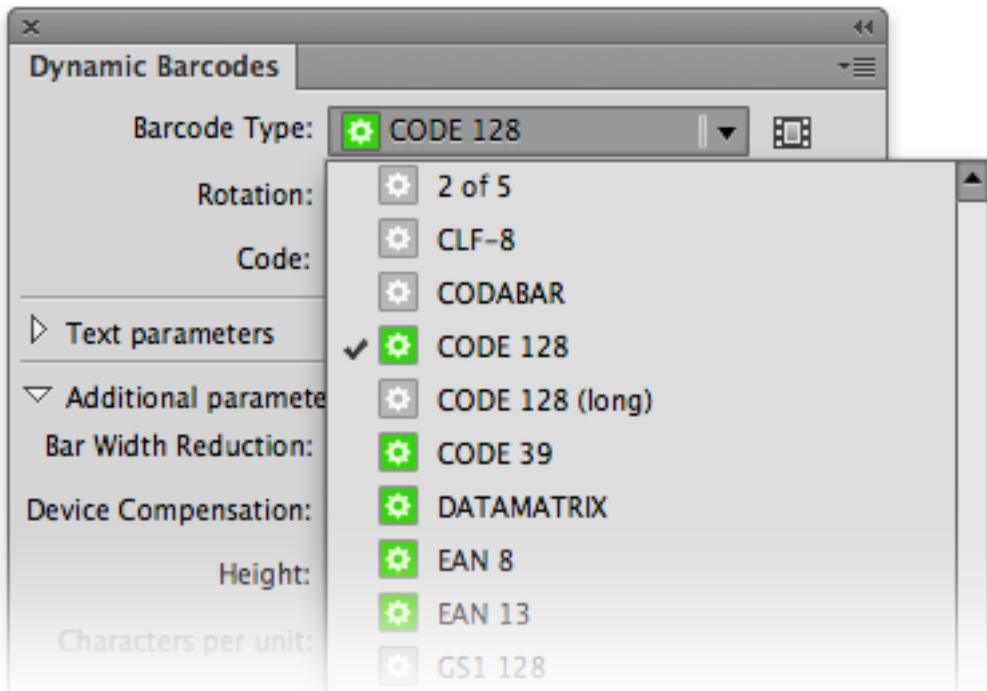 Dynamic Barcodes
Barcode Type: CODE 128
Rotation:
Code:
Text parameters
Additional paramete
Bar Width Reduction:
Device Compensation:
Height:
Characters per unit:
2 of 5
CLF-8
CODABAR
CODE 128
CODE 128 (long)
CODE 39
DATAMATRIX
EAN 8
EAN 13
GS1 128